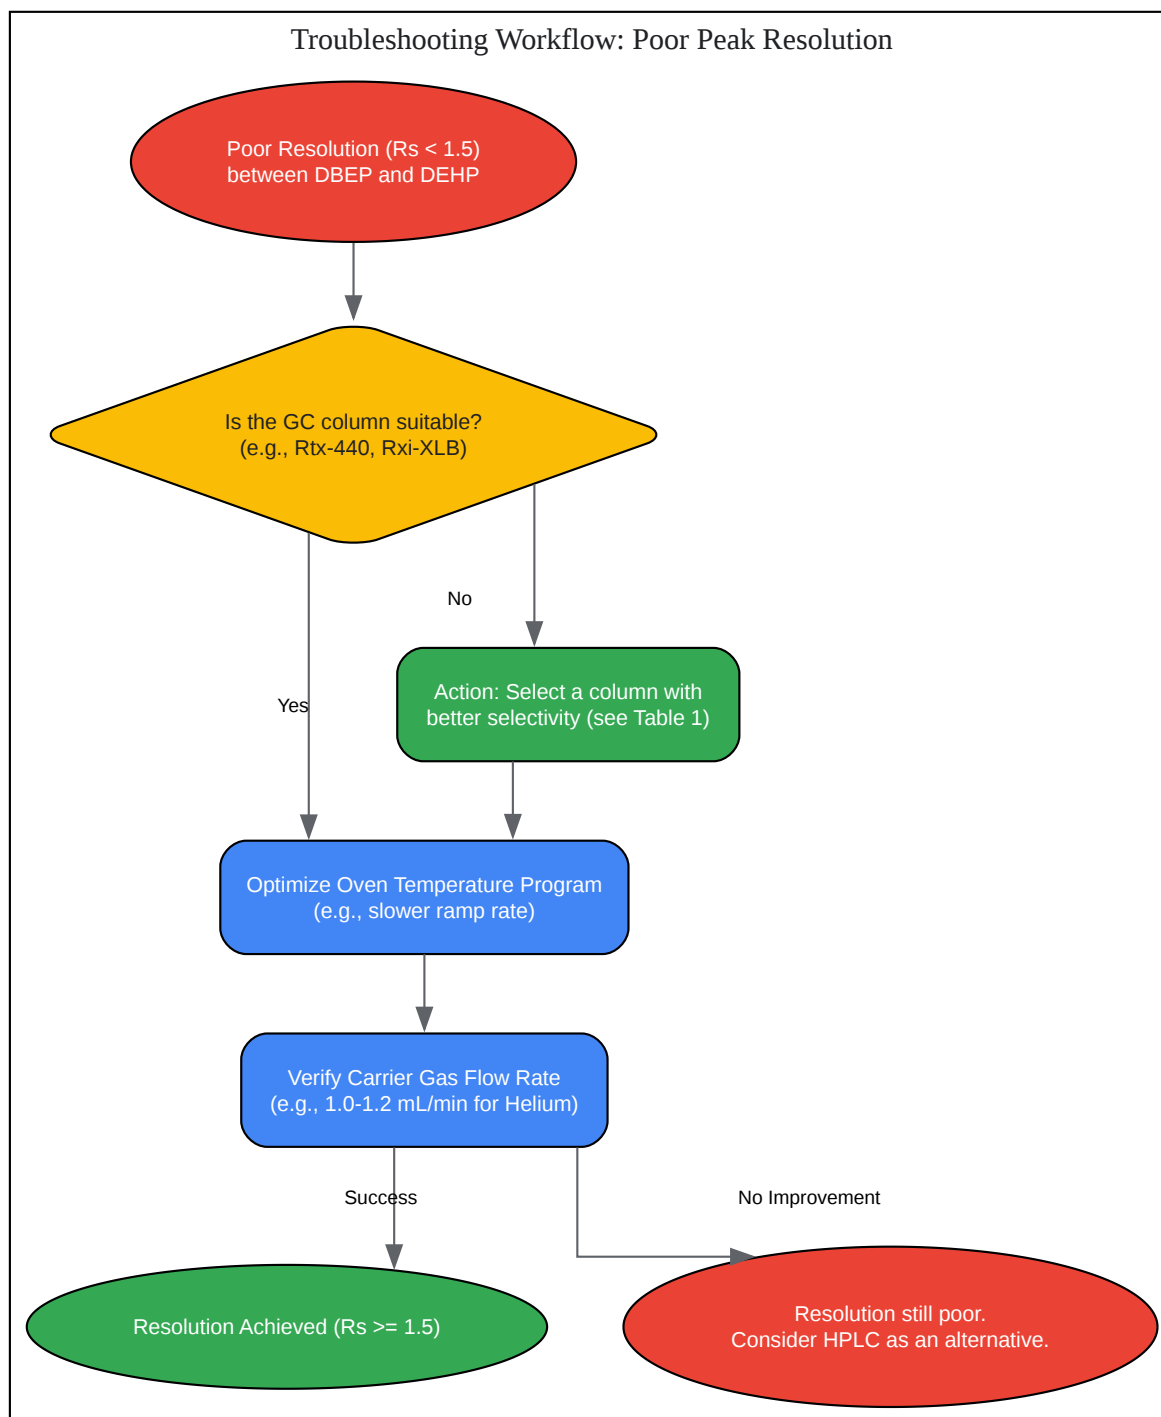 Troubleshooting Workflow: Poor Peak Resolution
Poor Resolution (Rs < 1.5)
between DBEP and DEHP
Is the GC column suitable?
(e.g., Rtx-440, Rxi-XLB)
No
Action: Select a column with
better selectivity (see Table 1)
Yes
Optimize Oven Temperature Program
(e.g., slower ramp rate)
Verify Carrier Gas Flow Rate
(e.g., 1.0-1.2 mL/min for Helium)
Success
No Improvement
Resolution Achieved (Rs >= 1.5)
Resolution still poor.
Consider HPLC as an alternative.